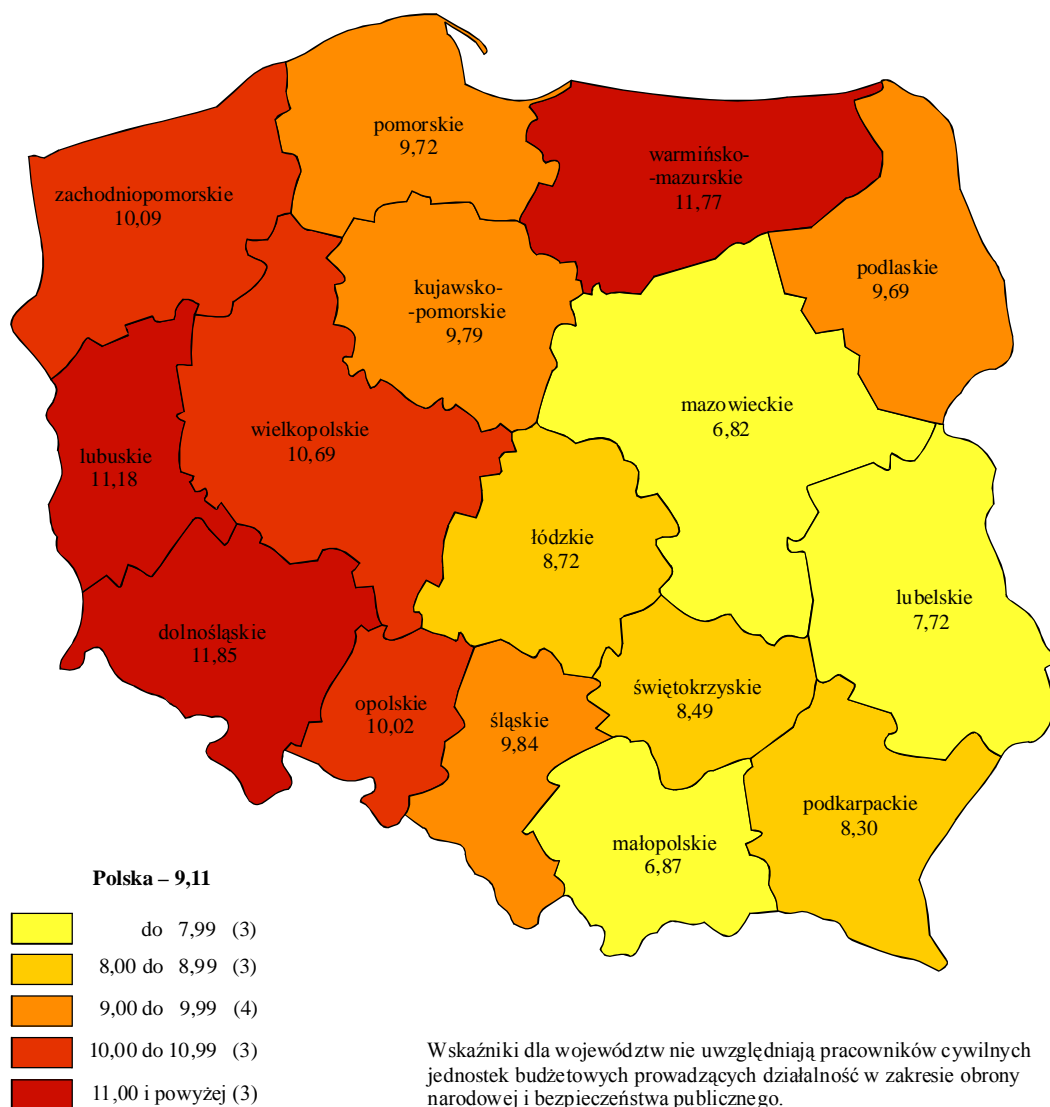 pomorskie
9,72
warmińsko-
-mazurskie
11,77
zachodniopomorskie
10,09
podlaskie
9,69
kujawsko-
-pomorskie
9,79
mazowieckie
6,82
wielkopolskie
10,69
lubuskie
11,18
łódzkie
8,72
lubelskie
7,72
dolnośląskie
11,85
świętokrzyskie
8,49
opolskie
10,02
śląskie
9,84
podkarpackie
8,30
małopolskie
6,87
Polska – 9,11
do 7,99 (3)
8,00 do 8,99 (3)
9,00 do 9,99 (4)
10,00 do 10,99 (3)
11,00 i powyżej (3)
Wskaźniki dla województw nie uwzględniają pracowników cywilnych
jednostek budżetowych prowadzących działalność w zakresie obrony
narodowej i bezpieczeństwa publicznego.